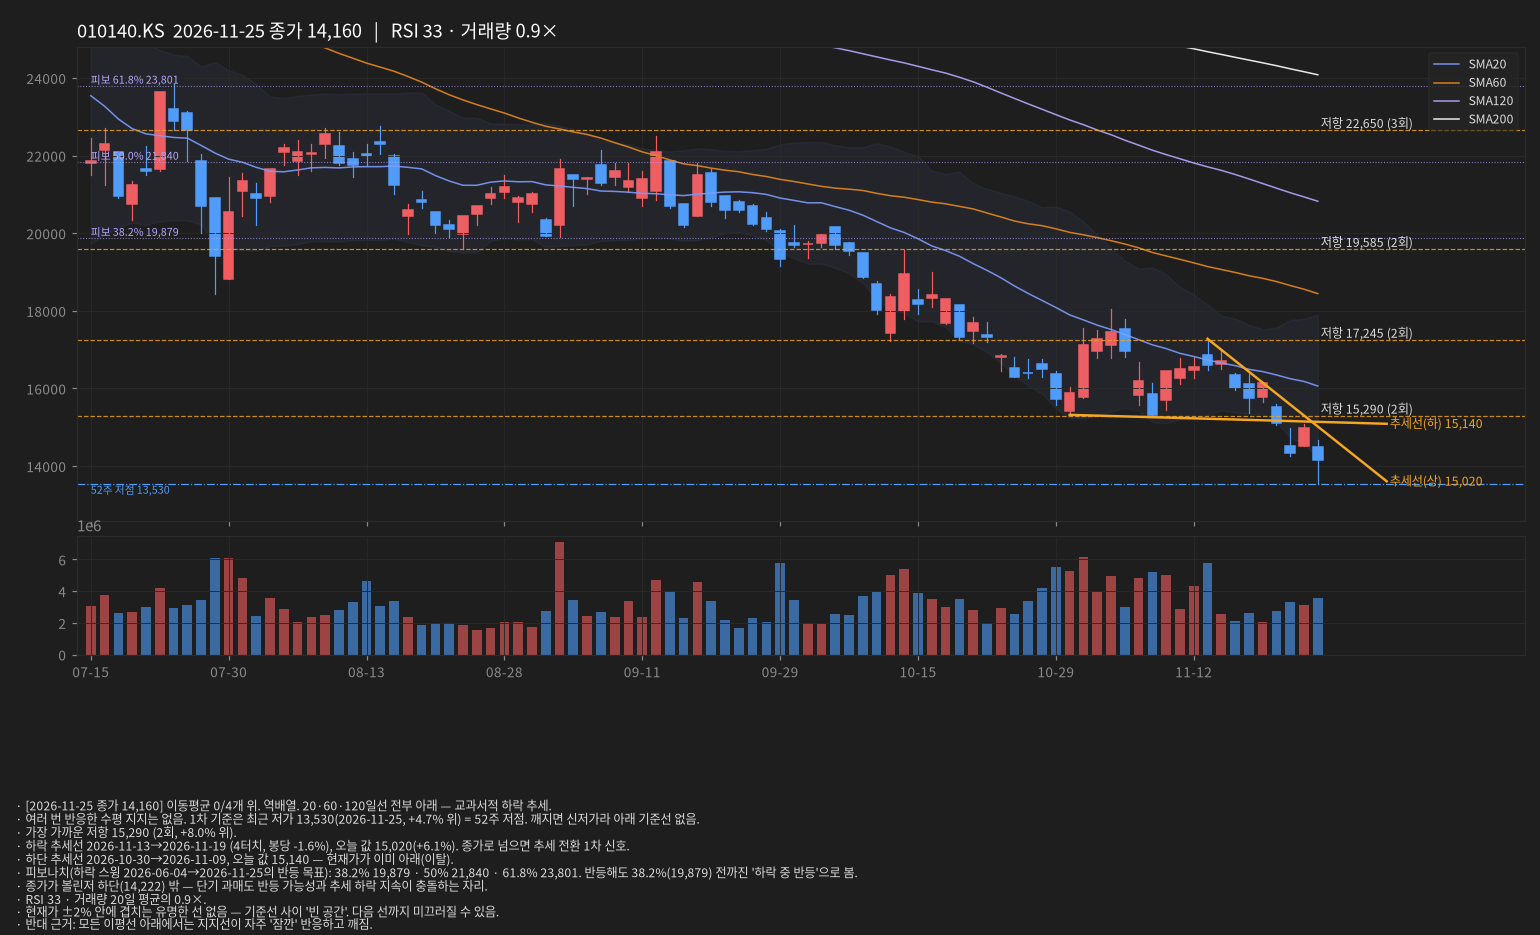 010140.KS 2026-11-25 종가 14,160 | RSI 33 · 거래량 0.9×
SMA20
SMA60
SMA120
SMA200
24000
22000
20000
18000
16000
14000
피보 61.8% 23,801
피보 50.0% 21,840
피보 38.2% 19,879
52주 저점 13,530
저항 22,650 (3회)
저항 19,585 (2회)
저항 17,245 (2회)
저항 15,290 (2회)
추세선(하) 15,140
추세선(상) 15,020
1e6
6
4
2
0
07-15
07-30
08-13
08-28
09-11
09-29
10-15
10-29
11-12
· [2026-11-25 종가 14,160] 이동평균 0/4개 위. 역배열. 20·60·120일선 전부 아래 — 교과서적 하락 추세.
· 여러 번 반응한 수평 지지는 없음. 1차 기준은 최근 저가 13,530(2026-11-25, +4.7% 위) = 52주 저점. 깨지면 신저가라 아래 기준선 없음.
· 가장 가까운 저항 15,290 (2회, +8.0% 위).
· 하락 추세선 2026-11-13→2026-11-19 (4터치, 봉당 -1.6%), 오늘 값 15,020(+6.1%). 종가로 넘으면 추세 전환 1차 신호.
· 하단 추세선 2026-10-30→2026-11-09, 오늘 값 15,140 — 현재가가 이미 아래(이탈).
· 피보나치(하락 스윙 2026-06-04→2026-11-25의 반등 목표): 38.2% 19,879 · 50% 21,840 · 61.8% 23,801. 반등해도 38.2%(19,879) 전까진 '하락 중 반등'으로 봄.
· 종가가 볼린저 하단(14,222) 밖 — 단기 과매도 반등 가능성과 추세 하락 지속이 충돌하는 자리.
· RSI 33 · 거래량 20일 평균의 0.9×.
· 현재가 ±2% 안에 겹치는 유명한 선 없음 — 기준선 사이 '빈 공간'. 다음 선까지 미끄러질 수 있음.
· 반대 근거: 모든 이평선 아래에서는 지지선이 자주 '잠깐' 반응하고 깨짐.